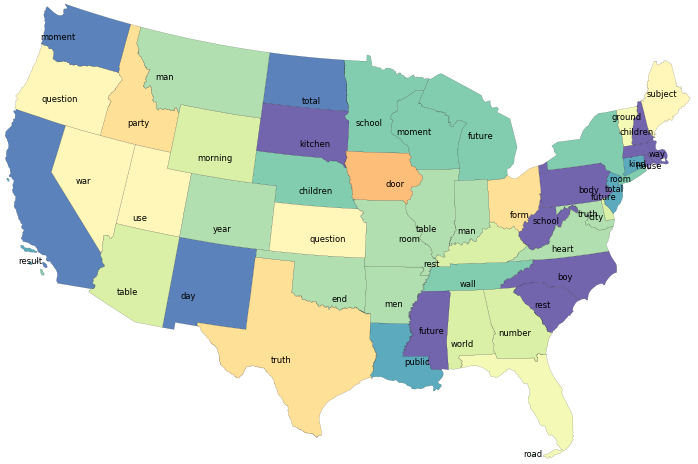 moment
man
subject
question
total
ground
party
school
moment
future
children
kitchen
way
morning
king
house
war
children
door
room
body
total
future
use
year
question
room
table
man
form
school
truth
city
result
table
day
end
men
rest
wall
heart
boy
rest
truth
public
future
world
number
road